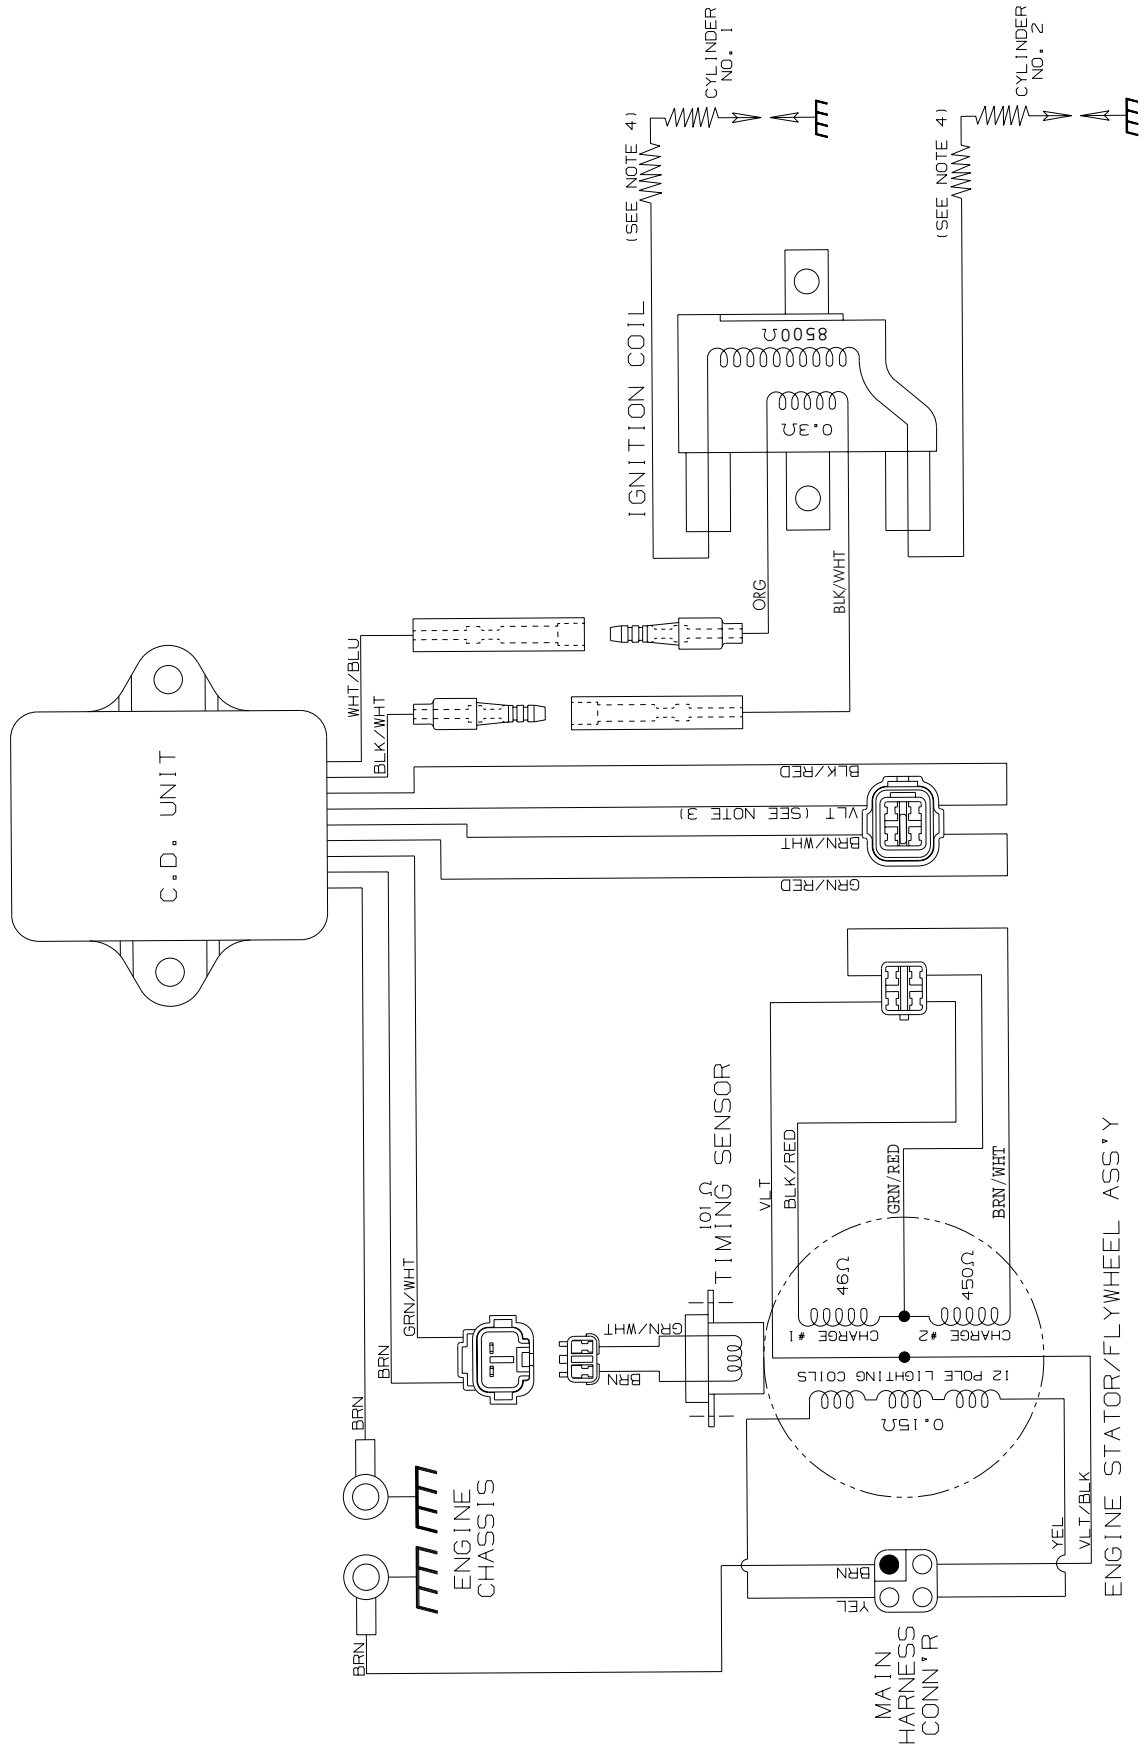 C.D. UNIT
WHT/BLU
BLK/WHT
BLK/RED
VLT (SEE NOTE 3)
BRN/WHT
GRN/RED
ORG
BLK/WHT
IGNITION COIL
8500Ω
0.3Ω
(SEE NOTE 4)
CYLINDER
NO. 1
(SEE NOTE 4)
CYLINDER
NO. 2
BRN
BRN
GRN/WHT
ENGINE
CHASSIS
BRN
GRN/WHT
BRN
101 Ω
TIMING SENSOR
VLT
BLK/RED
GRN/RED
BRN/WHT
46Ω
450Ω
CHARGE #1
CHARGE #2
12 POLE LIGHTING COILS
0.15Ω
YEL
VLT/BLK
BRN
YEL
MAIN
HARNESS
CONN'R
ENGINE STATOR/FLYWHEEL ASS'Y